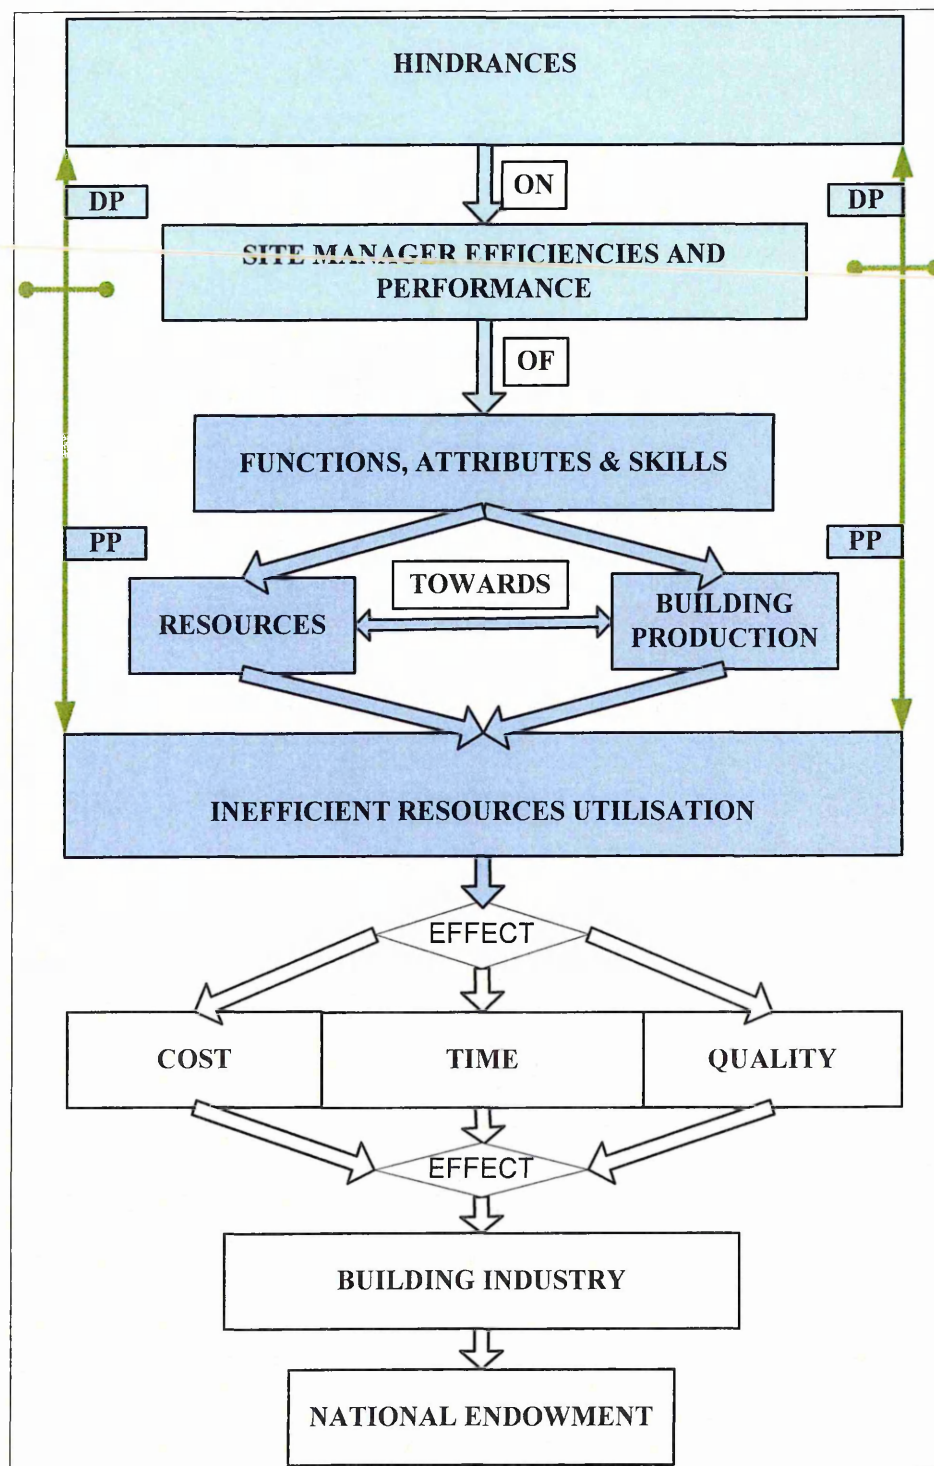 HINDRANCES
ON
DP
DP
SITE MANAGER EFFICIENCIES AND
PERFORMANCE
OF
FUNCTIONS, ATTRIBUTES & SKILLS
PP
PP
TOWARDS
RESOURCES
BUILDING
PRODUCTION
INEFFICIENT RESOURCES UTILISATION
EFFECT
COST
TIME
QUALITY
EFFECT
BUILDING INDUSTRY
NATIONAL ENDOWMENT